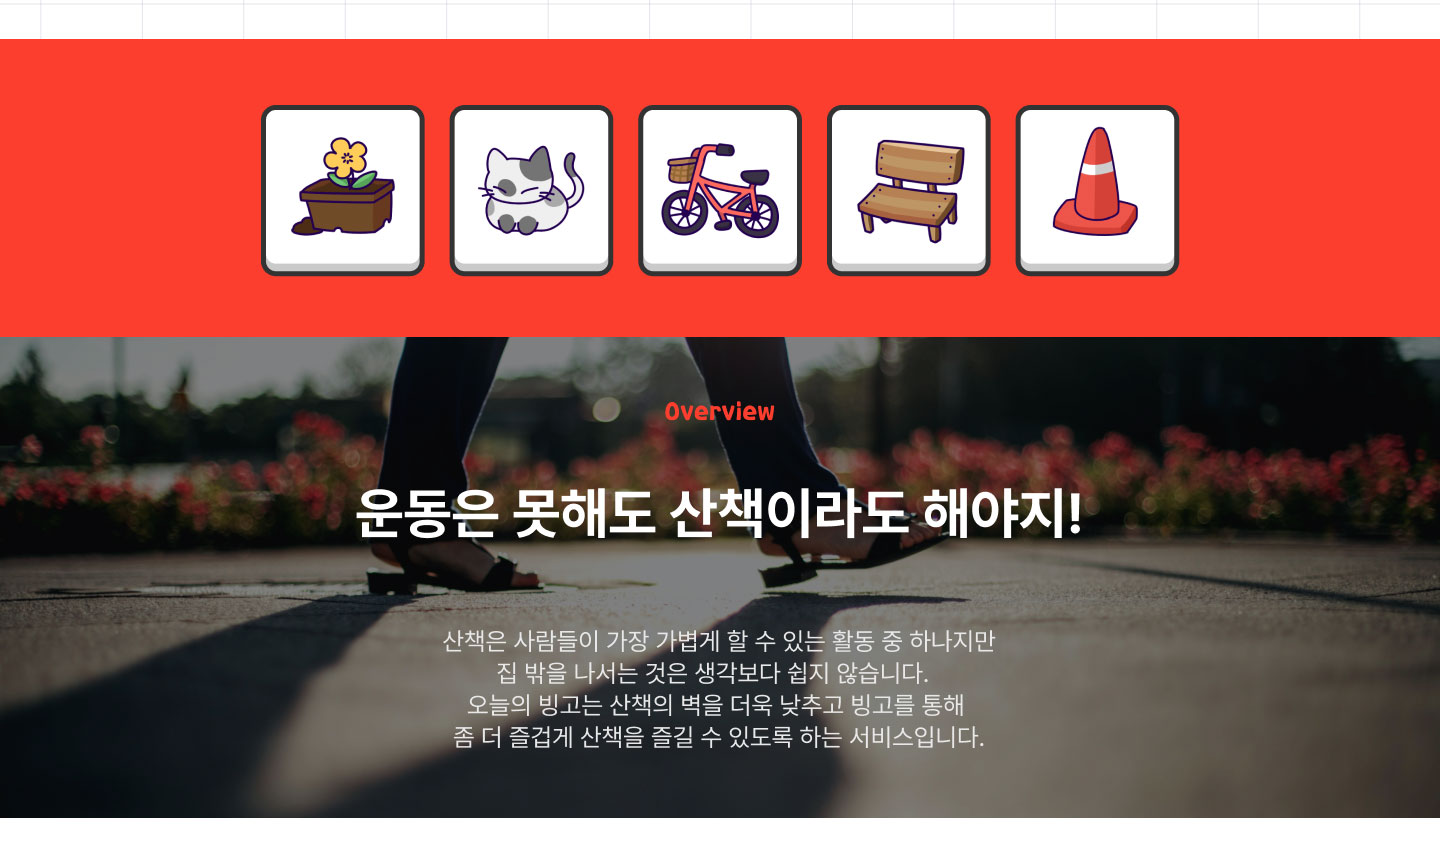 Overview
운동은 못해도 산책이라도 해야지!
산책은 사람들이 가장 가볍게 할 수 있는 활동 중 하나지만
집 밖을 나서는 것은 생각보다 쉽지 않습니다.
오늘의 빙고는 산책의 벽을 더욱 낮추고 빙고를 통해
좀 더 즐겁게 산책을 즐길 수 있도록 하는 서비스입니다.